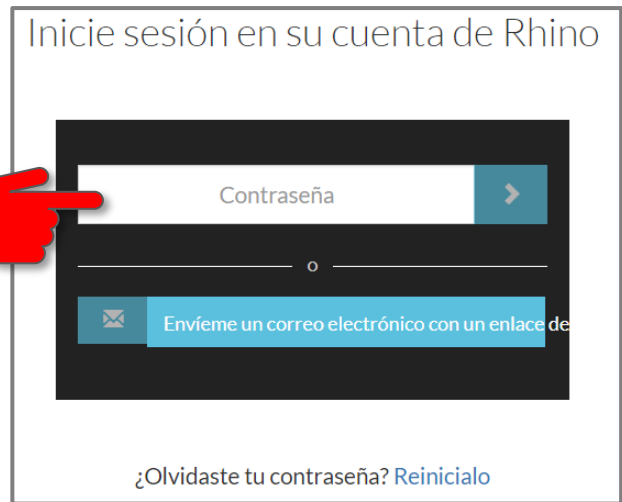 Inicie sesión en su cuenta de Rhino
Contraseña
o
Envíeme un correo electrónico con un enlace de
¿Olvidaste tu contraseña? Reinicialo